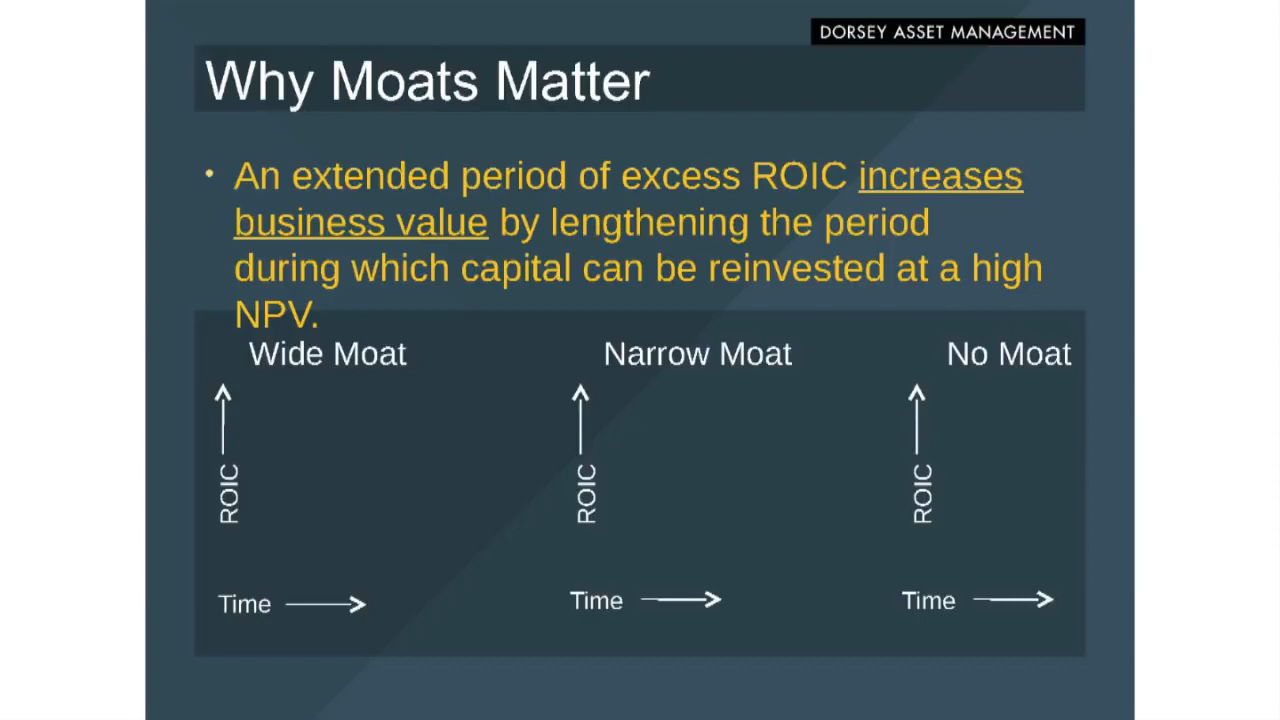 DORSEY ASSET MANAGEMENT
Why Moats Matter
• An extended period of excess ROIC increases
business value by lengthening the period
during which capital can be reinvested at a high
NPV.
Wide Moat
Narrow Moat
No Moat
ROIC
ROIC
ROIC
Time
Time
Time